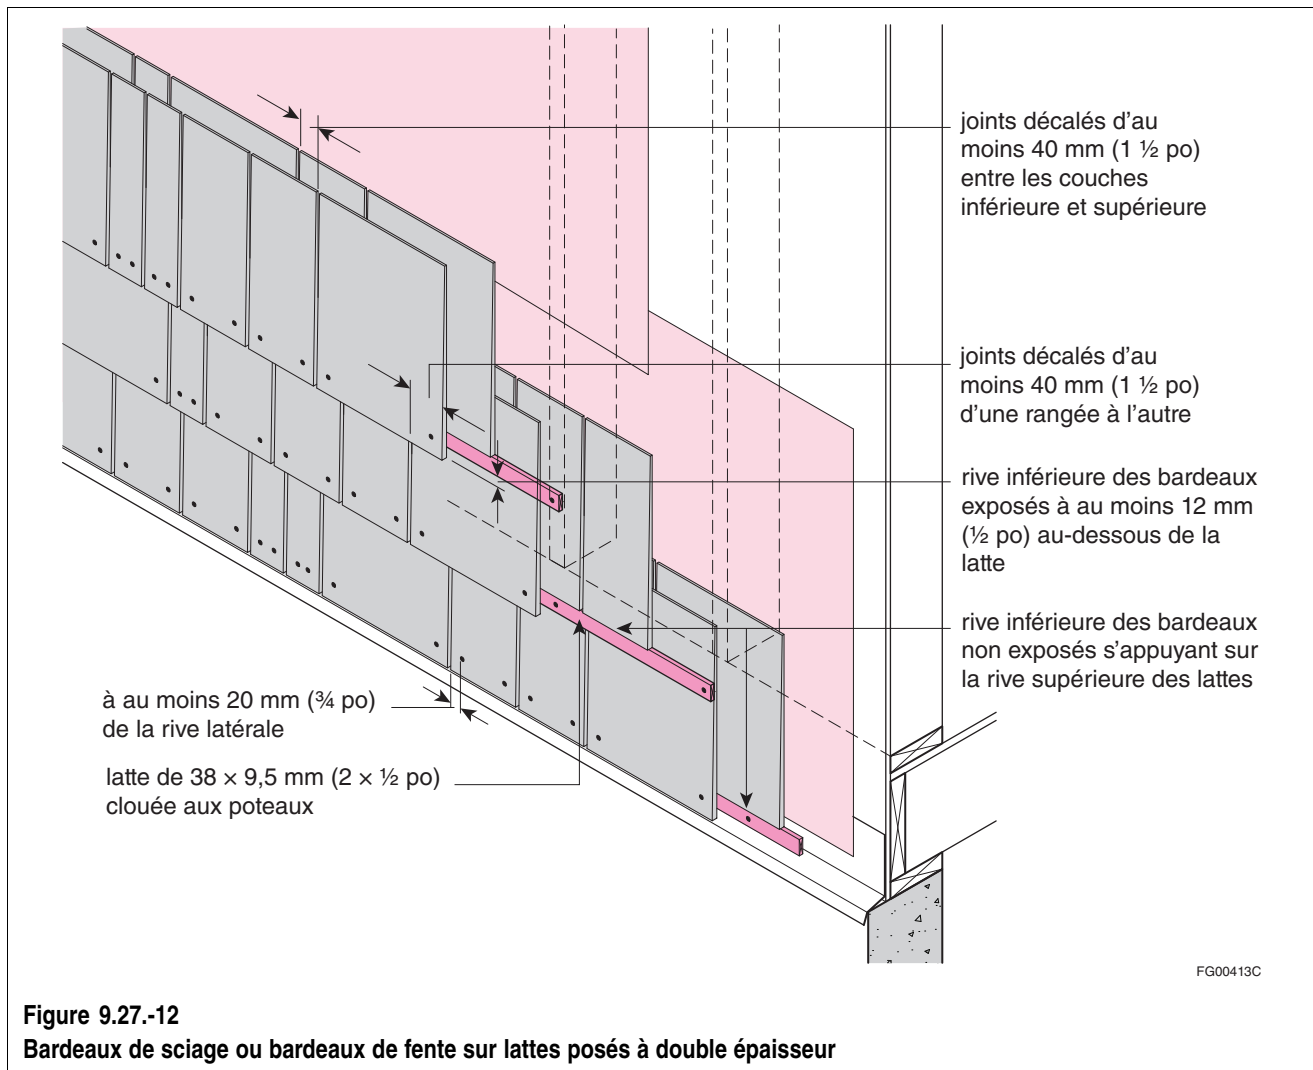 joints décalés d'au
moins 40 mm (1 ½ po)
entre les couches
inférieure et supérieure
joints décalés d'au
moins 40 mm (1 ½ po)
d'une rangée à l'autre
rive inférieure des bardeaux
exposés à au moins 12 mm
(½ po) au-dessous de la
latte
rive inférieure des bardeaux
non exposés s'appuyant sur
la rive supérieure des lattes
à au moins 20 mm (¾ po)
de la rive latérale
latte de 38 × 9,5 mm (2 × ½ po)
clouée aux poteaux
FG00413C
Figure 9.27.-12
Bardeaux de sciage ou bardeaux de fente sur lattes posés à double épaisseur